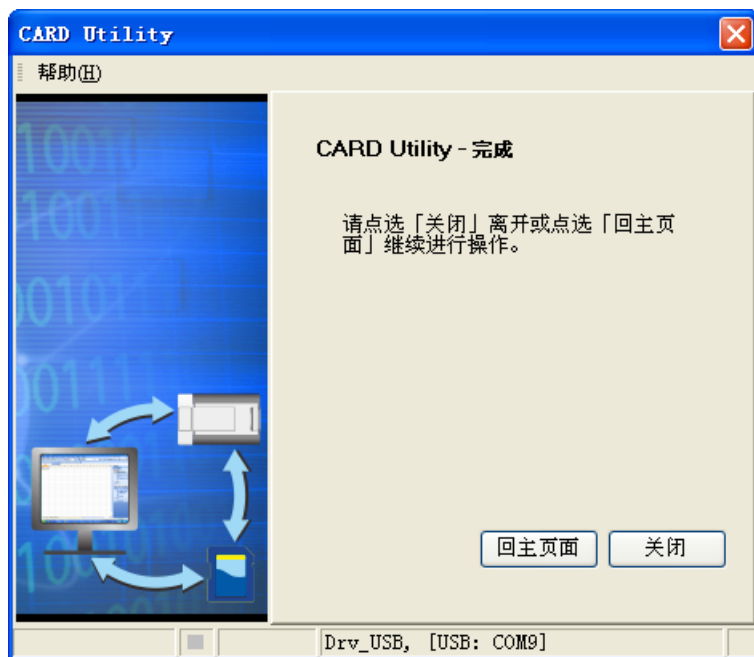 CARD Utility
帮助(H)
CARD Utility - 完成
请点选「关闭」离开或点选「回主页
面」继续进行操作。
回主页面
关闭
Drv_USB, [USB: COM9]